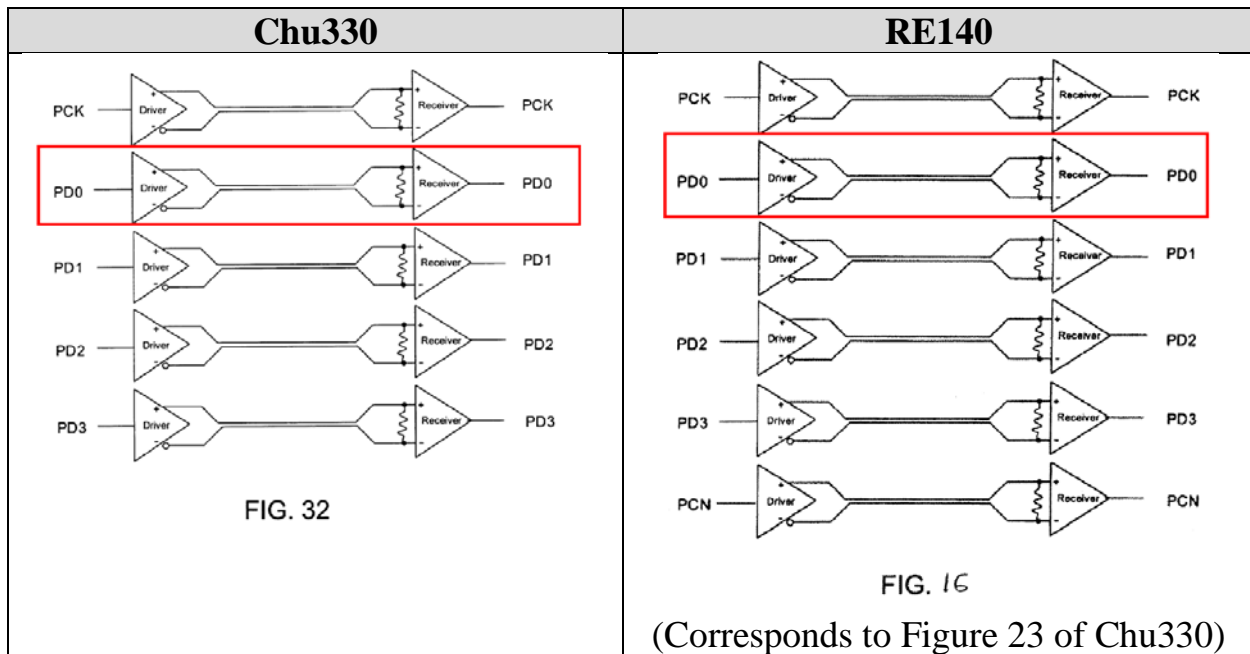 Chu330
RE140
PCK + Driver - + Receiver - PCK
PD0 + Driver - + Receiver - PD0
PD1 + Driver - + Receiver - PD1
PD2 + Driver - + Receiver - PD2
PD3 + Driver - + Receiver - PD3
FIG. 32
PCK + Driver - + Receiver - PCK
PD0 + Driver - + Receiver - PD0
PD1 + Driver - + Receiver - PD1
PD2 + Driver - + Receiver - PD2
PD3 + Driver - + Receiver - PD3
PCN + Driver - + Receiver - PCN
FIG. 16
(Corresponds to Figure 23 of Chu330)